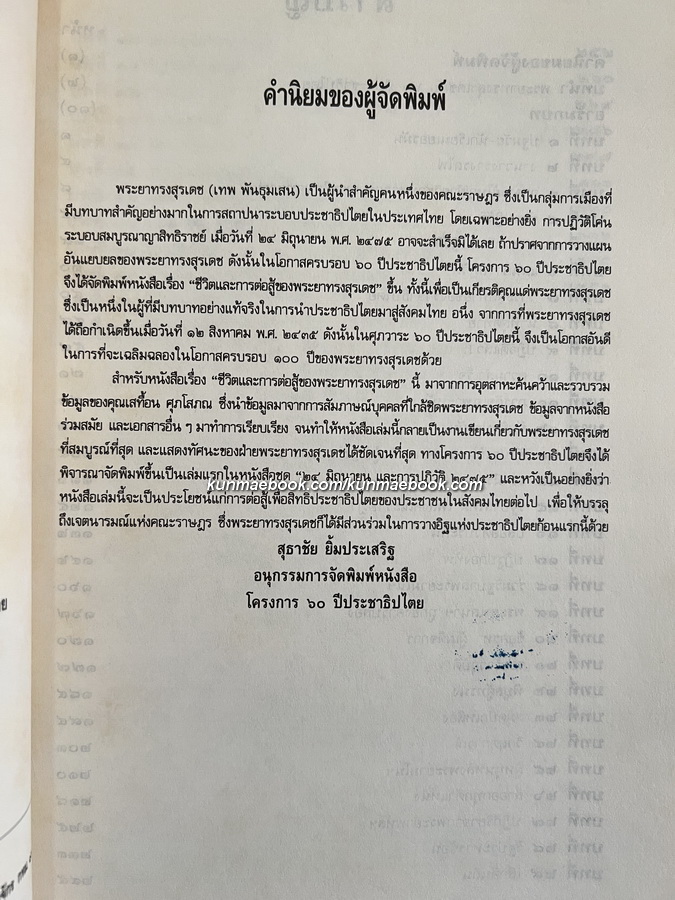 คำนิยมของผู้จัดพิมพ์
พระยาทรงสุรเดช (เทพ พันธุมเสน) เป็นผู้นำสำคัญคนหนึ่งของคณะราษฎร ซึ่งเป็นกลุ่มการเมืองที่
มีบทบาทสำคัญอย่างมากในการสถาปนาระบอบประชาธิปไตยในประเทศไทย โดยเฉพาะอย่างยิ่ง การปฏิวัติโค่น
ระบอบสมบูรณาญาสิทธิราชย์ เมื่อวันที่ ๒๔ มิถุนายน พ.ศ. ๒๔๗๕ อาจจะสำเร็จมิได้เลย ถ้าปราศจากการวางแผน
อันแยบยลของพระยาทรงสุรเดช ดังนั้นในโอกาสครบรอบ ๖๐ ปีประชาธิปไตยนี้ โครงการ ๖๐ ปีประชาธิปไตย
จึงได้จัดพิมพ์หนังสือเรื่อง “ชีวิตและการต่อสู้ของพระยาทรงสุรเดช” ขึ้น ทั้งนี้เพื่อเป็นเกียรติคุณแด่พระยาทรงสุรเดช
ซึ่งเป็นหนึ่งในผู้ที่มีบทบาทอย่างแท้จริงในการนำประชาธิปไตยมาสู่สังคมไทย อนึ่ง จากการที่พระยาทรงสุรเดช
ได้ถือกำเนิดขึ้นเมื่อวันที่ ๑๒ สิงหาคม พ.ศ. ๒๔๓๕ ดังนั้นในศุภวาระ ๖๐ ปีประชาธิปไตยนี้ จึงเป็นโอกาสอันดี
ในการที่จะเฉลิมฉลองในโอกาสครบรอบ ๑๐๐ ปีของพระยาทรงสุรเดชด้วย
สำหรับหนังสือเรื่อง “ชีวิตและการต่อสู้ของพระยาทรงสุรเดช” นี้ มาจากการอุตสาหะค้นคว้าและรวบรวม
ข้อมูลของคุณเสทื้อน ศุภโสภณ ซึ่งนำข้อมูลมาจากการสัมภาษณ์บุคคลที่ใกล้ชิดพระยาทรงสุรเดช ข้อมูลจากหนังสือ
ร่วมสมัย และเอกสารอื่น ๆ มาทำการเรียบเรียง จนทำให้หนังสือเล่มนี้กลายเป็นงานเขียนเกี่ยวกับพระยาทรงสุรเดช
ที่สมบูรณ์ที่สุด และแสดงทัศนะของฝ่ายพระยาทรงสุรเดชได้ชัดเจนที่สุด ทางโครงการ ๖๐ ปีประชาธิปไตยจึงได้
พิจารณาจัดพิมพ์ขึ้นเป็นเล่มแรกในหนังสือชุด “๒๔ มิถุนายน และการปฏิวัติ ๒๔๗๕” และหวังเป็นอย่างยิ่งว่า
kunmaebook.com/kunmaebook.com
หนังสือเล่มนี้จะเป็นประโยชน์แก่การต่อสู้เพื่อสิทธิประชาธิปไตยของประชาชนในสังคมไทยต่อไป เพื่อให้บรรลุ
ถึงเจตนารมณ์แห่งคณะราษฎร ซึ่งพระยาทรงสุรเดชก็ได้มีส่วนร่วมในการวางอิฐแห่งประชาธิปไตยก้อนแรกนี้ด้วย
สุธาชัย ยิ้มประเสริฐ
อนุกรรมการจัดพิมพ์หนังสือ
โครงการ ๖๐ ปีประชาธิปไตย